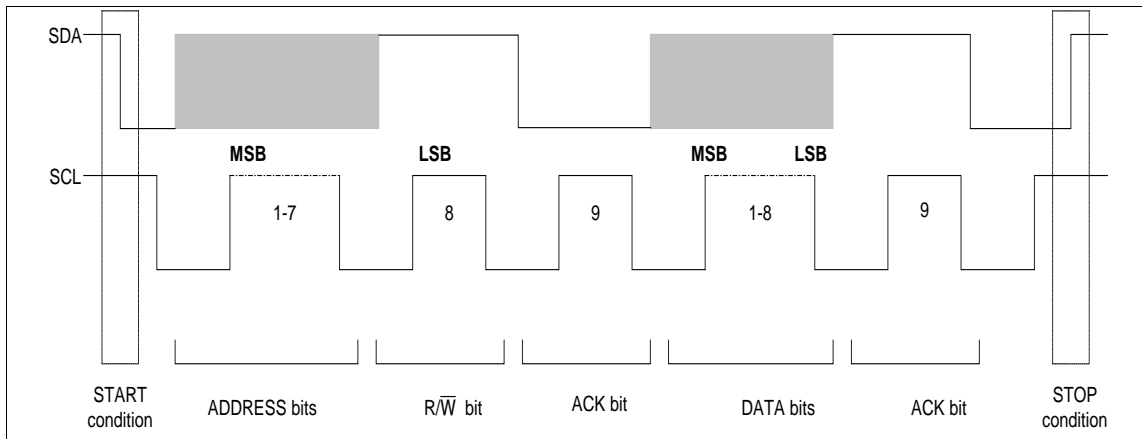 SDA
MSB LSB MSB LSB
SCL
1-7 8 9 1-8 9
START condition
ADDRESS bits
R/W̅ bit
ACK bit
DATA bits
ACK bit
STOP condition